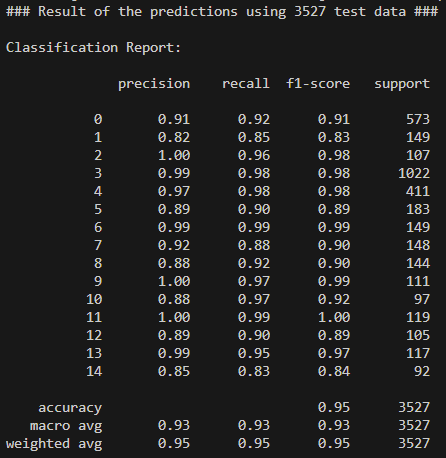 ### Result of the predictions using 3527 test data ###
Classification Report:
precision recall f1-score support
0 0.91 0.92 0.91 573
1 0.82 0.85 0.83 149
2 1.00 0.96 0.98 107
3 0.99 0.98 0.98 1022
4 0.97 0.98 0.98 411
5 0.89 0.90 0.89 183
6 0.99 0.99 0.99 149
7 0.92 0.88 0.90 148
8 0.88 0.92 0.90 144
9 1.00 0.97 0.99 111
10 0.88 0.97 0.92 97
11 1.00 0.99 1.00 119
12 0.89 0.90 0.89 105
13 0.99 0.95 0.97 117
14 0.85 0.83 0.84 92
accuracy 0.95 3527
macro avg 0.93 0.93 0.93 3527
weighted avg 0.95 0.95 0.95 3527